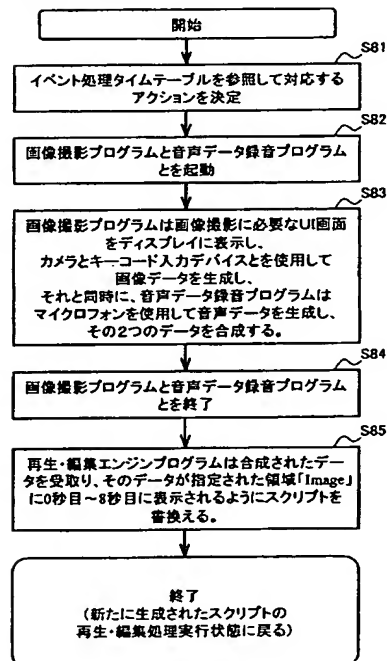 開始
S81
イベント処理タイムテーブルを参照して対応する
アクションを決定
S82
画像撮影プログラムと音声データ録音プログラム
とを起動
S83
画像撮影プログラムは画像撮影に必要なUI画面
をディスプレイに表示し、
カメラとキーコード入力デバイスとを使用して
画像データを生成し、
それと同時に、音声データ録音プログラムは
マイクロフォンを使用して音声データを生成し、
その2つのデータを合成する。
S84
画像撮影プログラムと音声データ録音プログラム
とを終了
S85
再生・編集エンジンプログラムは合成されたデー
タを受取り、そのデータが指定された領域「Image」
に0秒目~8秒目に表示されるようにスクリプトを
書換える。
終了
(新たに生成されたスクリプトの
再生・編集処理実行状態に戻る)